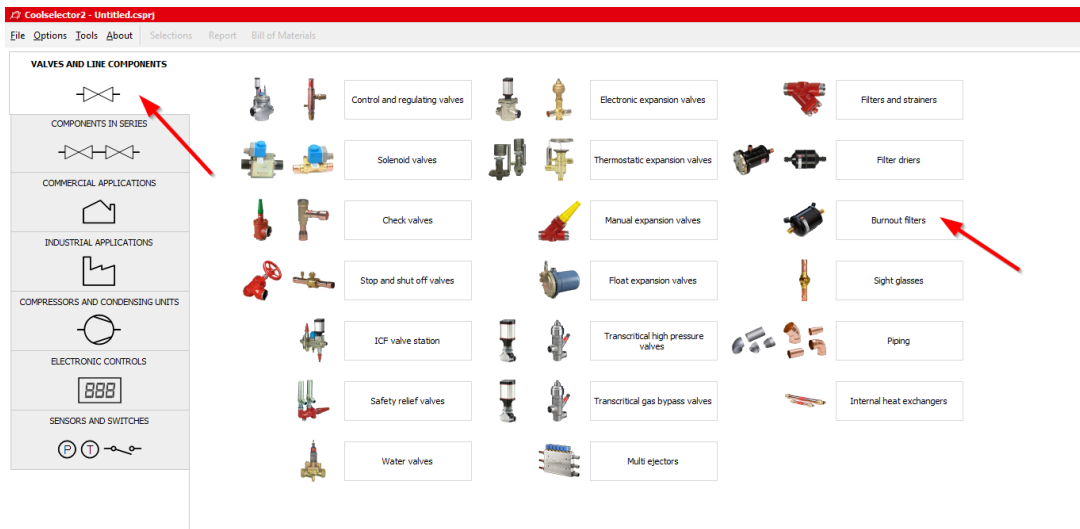 Coolselector2 - Untitled.csprj
File Options Tools About Selections Report Bill of Materials
VALVES AND LINE COMPONENTS
COMPONENTS IN SERIES
COMMERCIAL APPLICATIONS
INDUSTRIAL APPLICATIONS
COMPRESSORS AND CONDENSING UNITS
ELECTRONIC CONTROLS
888
SENSORS AND SWITCHES
P T
Control and regulating valves
Solenoid valves
Check valves
Stop and shut off valves
ICF valve station
Safety relief valves
Water valves
Electronic expansion valves
Thermostatic expansion valves
Manual expansion valves
Float expansion valves
Transcritical high pressure
valves
Transcritical gas bypass valves
Multi ejectors
Filters and strainers
Filter driers
Burnout filters
Sight glasses
Piping
Internal heat exchangers